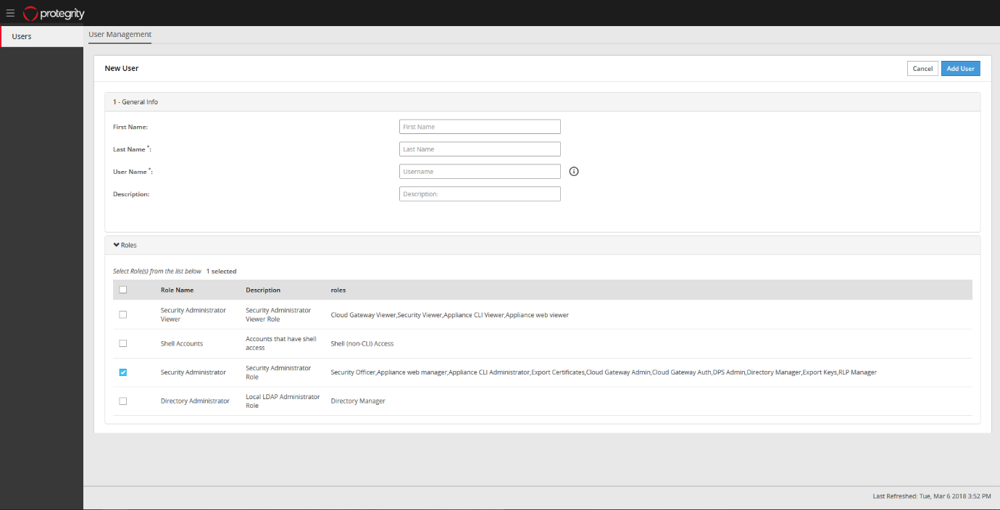 protegrity
Users
User Management
New User
Cancel
Add User
1 - General Info
First Name:
First Name
Last Name *:
Last Name
User Name *:
Username
Description:
Description:
Roles
Select Role(s) from the list below 1 selected
Role Name Description roles
Security Administrator
Viewer
Security Administrator
Viewer Role
Cloud Gateway Viewer,Security Viewer,Appliance CLI Viewer,Appliance web viewer
Shell Accounts
Accounts that have shell
access
Shell (non-CLI) Access
Security Administrator
Security Administrator
Role
Security Officer,Appliance web manager,Appliance CLI Administrator,Export Certificates,Cloud Gateway Admin,Cloud Gateway Auth,DPS Admin,Directory Manager,Export Keys,RLP Manager
Directory Administrator
Local LDAP Administrator
Role
Directory Manager
Last Refreshed: Tue, Mar 6 2018 3:52 PM